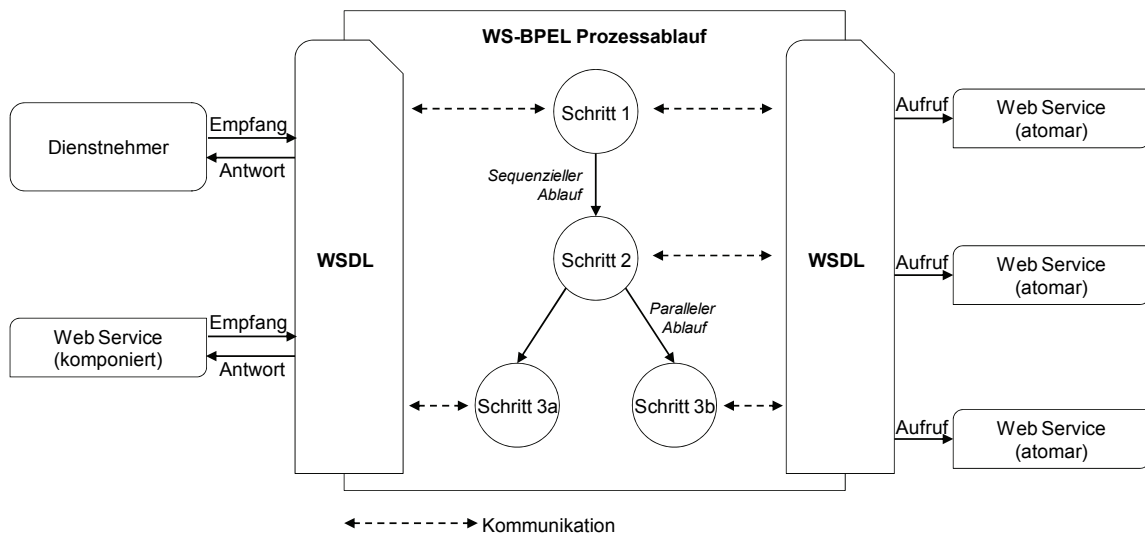 WS-BPEL Prozessablauf
Dienstnehmer
Empfang
Antwort
Web Service
(komponiert)
Empfang
Antwort
WSDL
Schritt 1
Sequenzieller
Ablauf
Schritt 2
Paralleler
Ablauf
Schritt 3a
Schritt 3b
WSDL
Aufruf
Web Service
(atomar)
Aufruf
Web Service
(atomar)
Aufruf
Web Service
(atomar)
Kommunikation